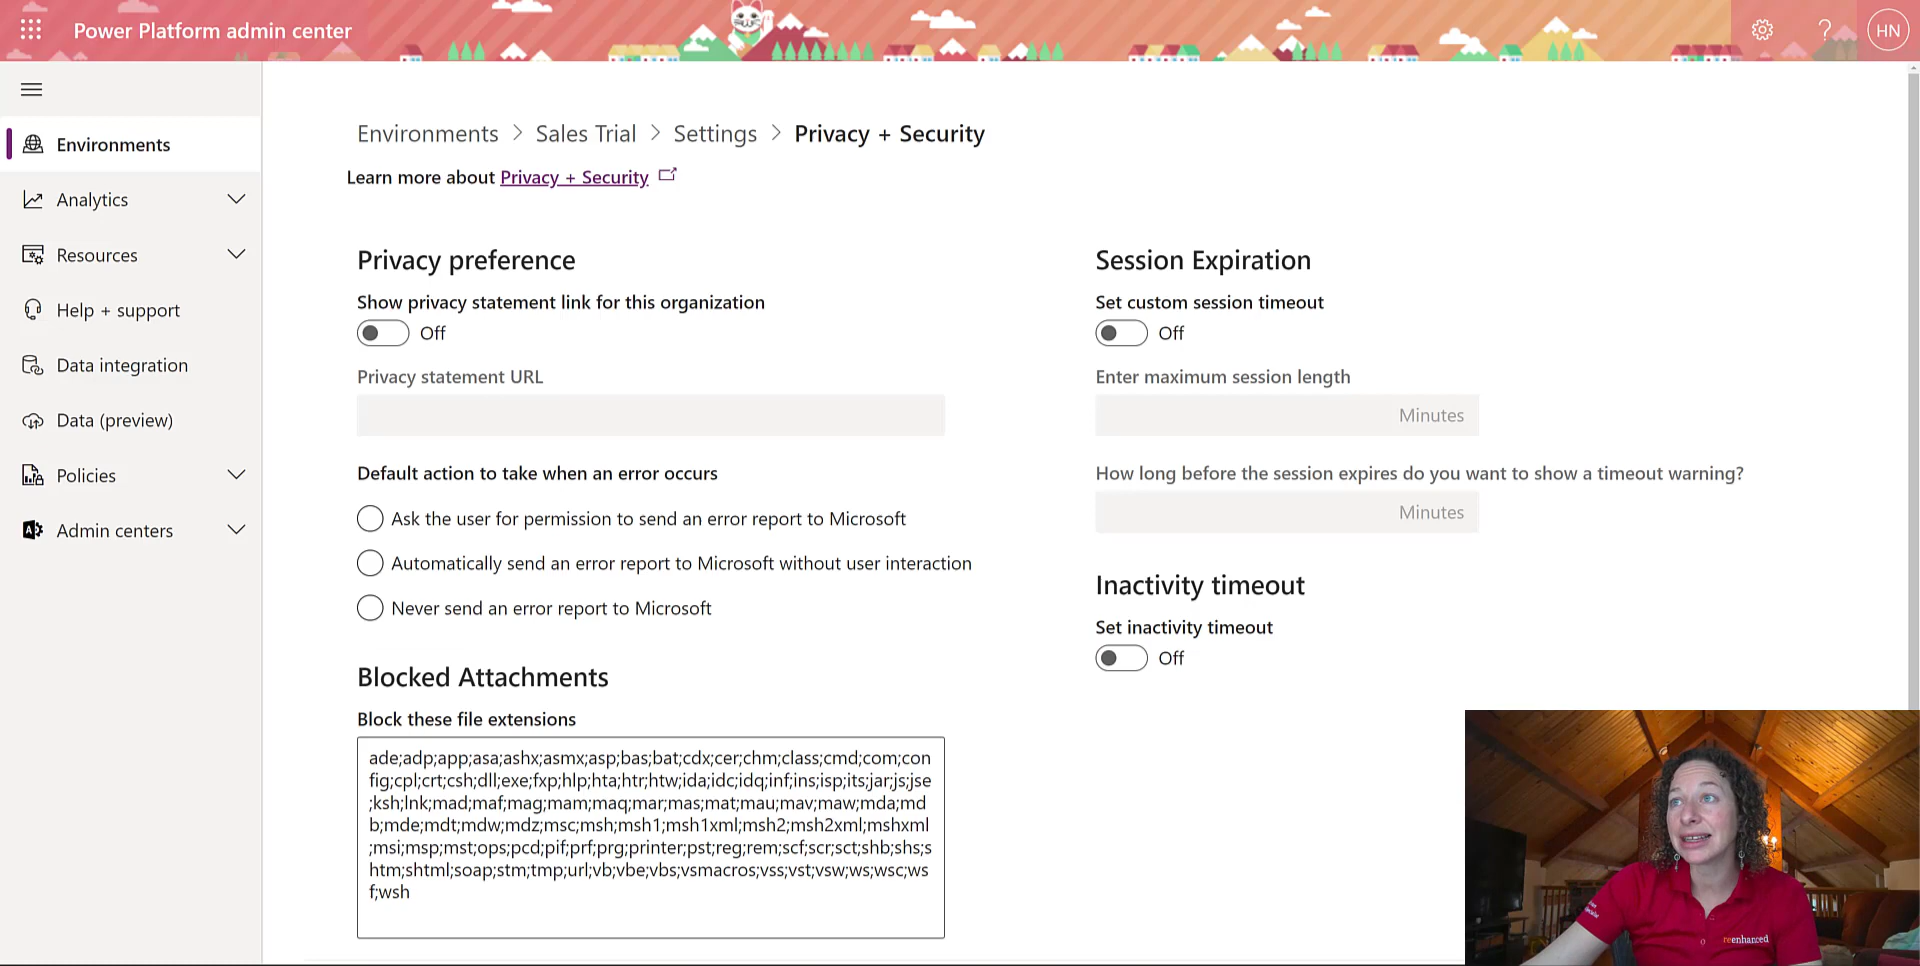 Power Platform admin center
HN
Environments
Analytics
Resources
Help + support
Data integration
Data (preview)
Policies
Admin centers
Environments > Sales Trial > Settings > Privacy + Security
Learn more about Privacy + Security
Privacy preference
Show privacy statement link for this organization
Off
Privacy statement URL
Default action to take when an error occurs
Ask the user for permission to send an error report to Microsoft
Automatically send an error report to Microsoft without user interaction
Never send an error report to Microsoft
Blocked Attachments
Block these file extensions
ade;adp;app;asa;ashx;asmx;asp;bas;bat;cdx;cer;chm;class;cmd;com;con
fig;cpl;crt;csh;dll;exe;fxp;hlp;hta;htr;htw;ida;idc;idq;inf;ins;isp;its;jar;js;jse
;ksh;lnk;mad;maf;mag;mam;maq;mar;mas;mat;mau;mav;maw;mda;md
b;mde;mdt;mdw;mdz;msc;msh;msh1;msh1xml;msh2;msh2xml;mshxml
;msi;msp;mst;ops;pcd;pif;prf;prg;printer;pst;reg;rem;scf;scr;sct;shb;shs;s
htm;shtml;soap;stm;tmp;url;vb;vbe;vbs;vsmacros;vss;vst;vsw;ws;wsc;ws
f;wsh
Session Expiration
Set custom session timeout
Off
Enter maximum session length
Minutes
How long before the session expires do you want to show a timeout warning?
Minutes
Inactivity timeout
Set inactivity timeout
Off
reenhanced